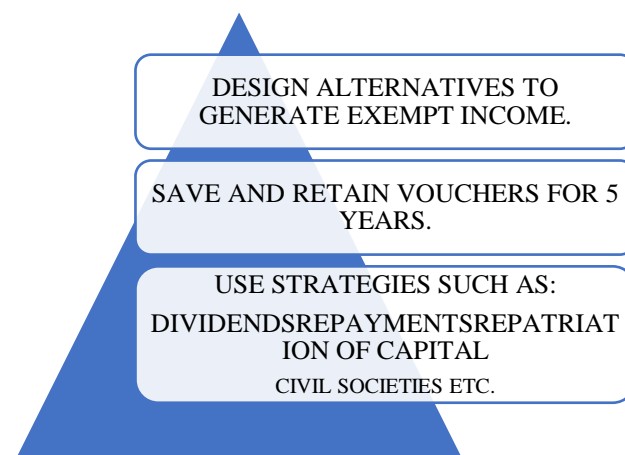 DESIGN ALTERNATIVES TO
GENERATE EXEMPT INCOME.
SAVE AND RETAIN VOUCHERS FOR 5
YEARS.
USE STRATEGIES SUCH AS:
DIVIDENDSREPAYMENTSREPATRIAT
ION OF CAPITAL
CIVIL SOCIETIES ETC.